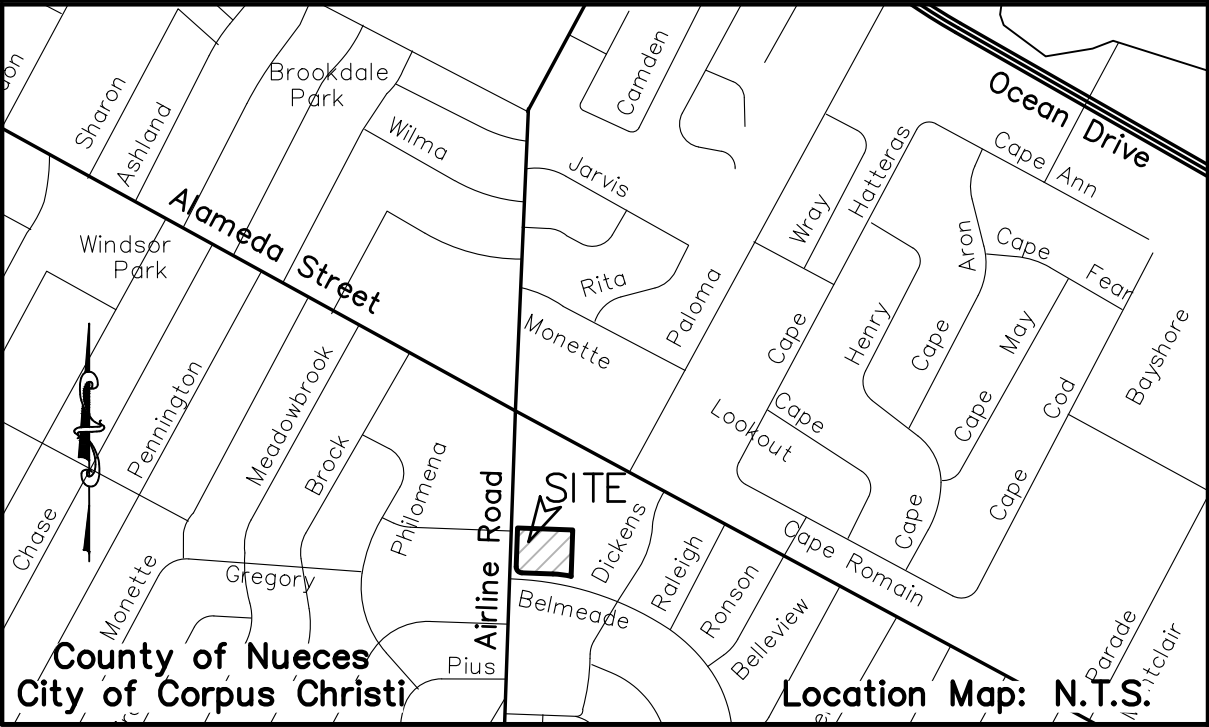 Camden
Brookdale
Park
Sharon
Ashland
Wilma
Ocean Drive
Cape Ann
Jarvis
Hatteras
Wray
Alameda Street
Windsor
Park
Aron
Cape Fear
Rita
Paloma
Monette
Cape
Henry
Cape
May
Bayshore
Pennington
Meadowbrook
Brock
Philomena
Cape
Lookout
Cape
Cod
Cape
Cape
SITE
Airline Road
Chase
Monette
Gregory
Dickens
Raleigh
Ronson
Belleview
Cape Romain
Belmeade
Pius
Parade
County of Nueces
City of Corpus Christi
Location Map: N.T.S.